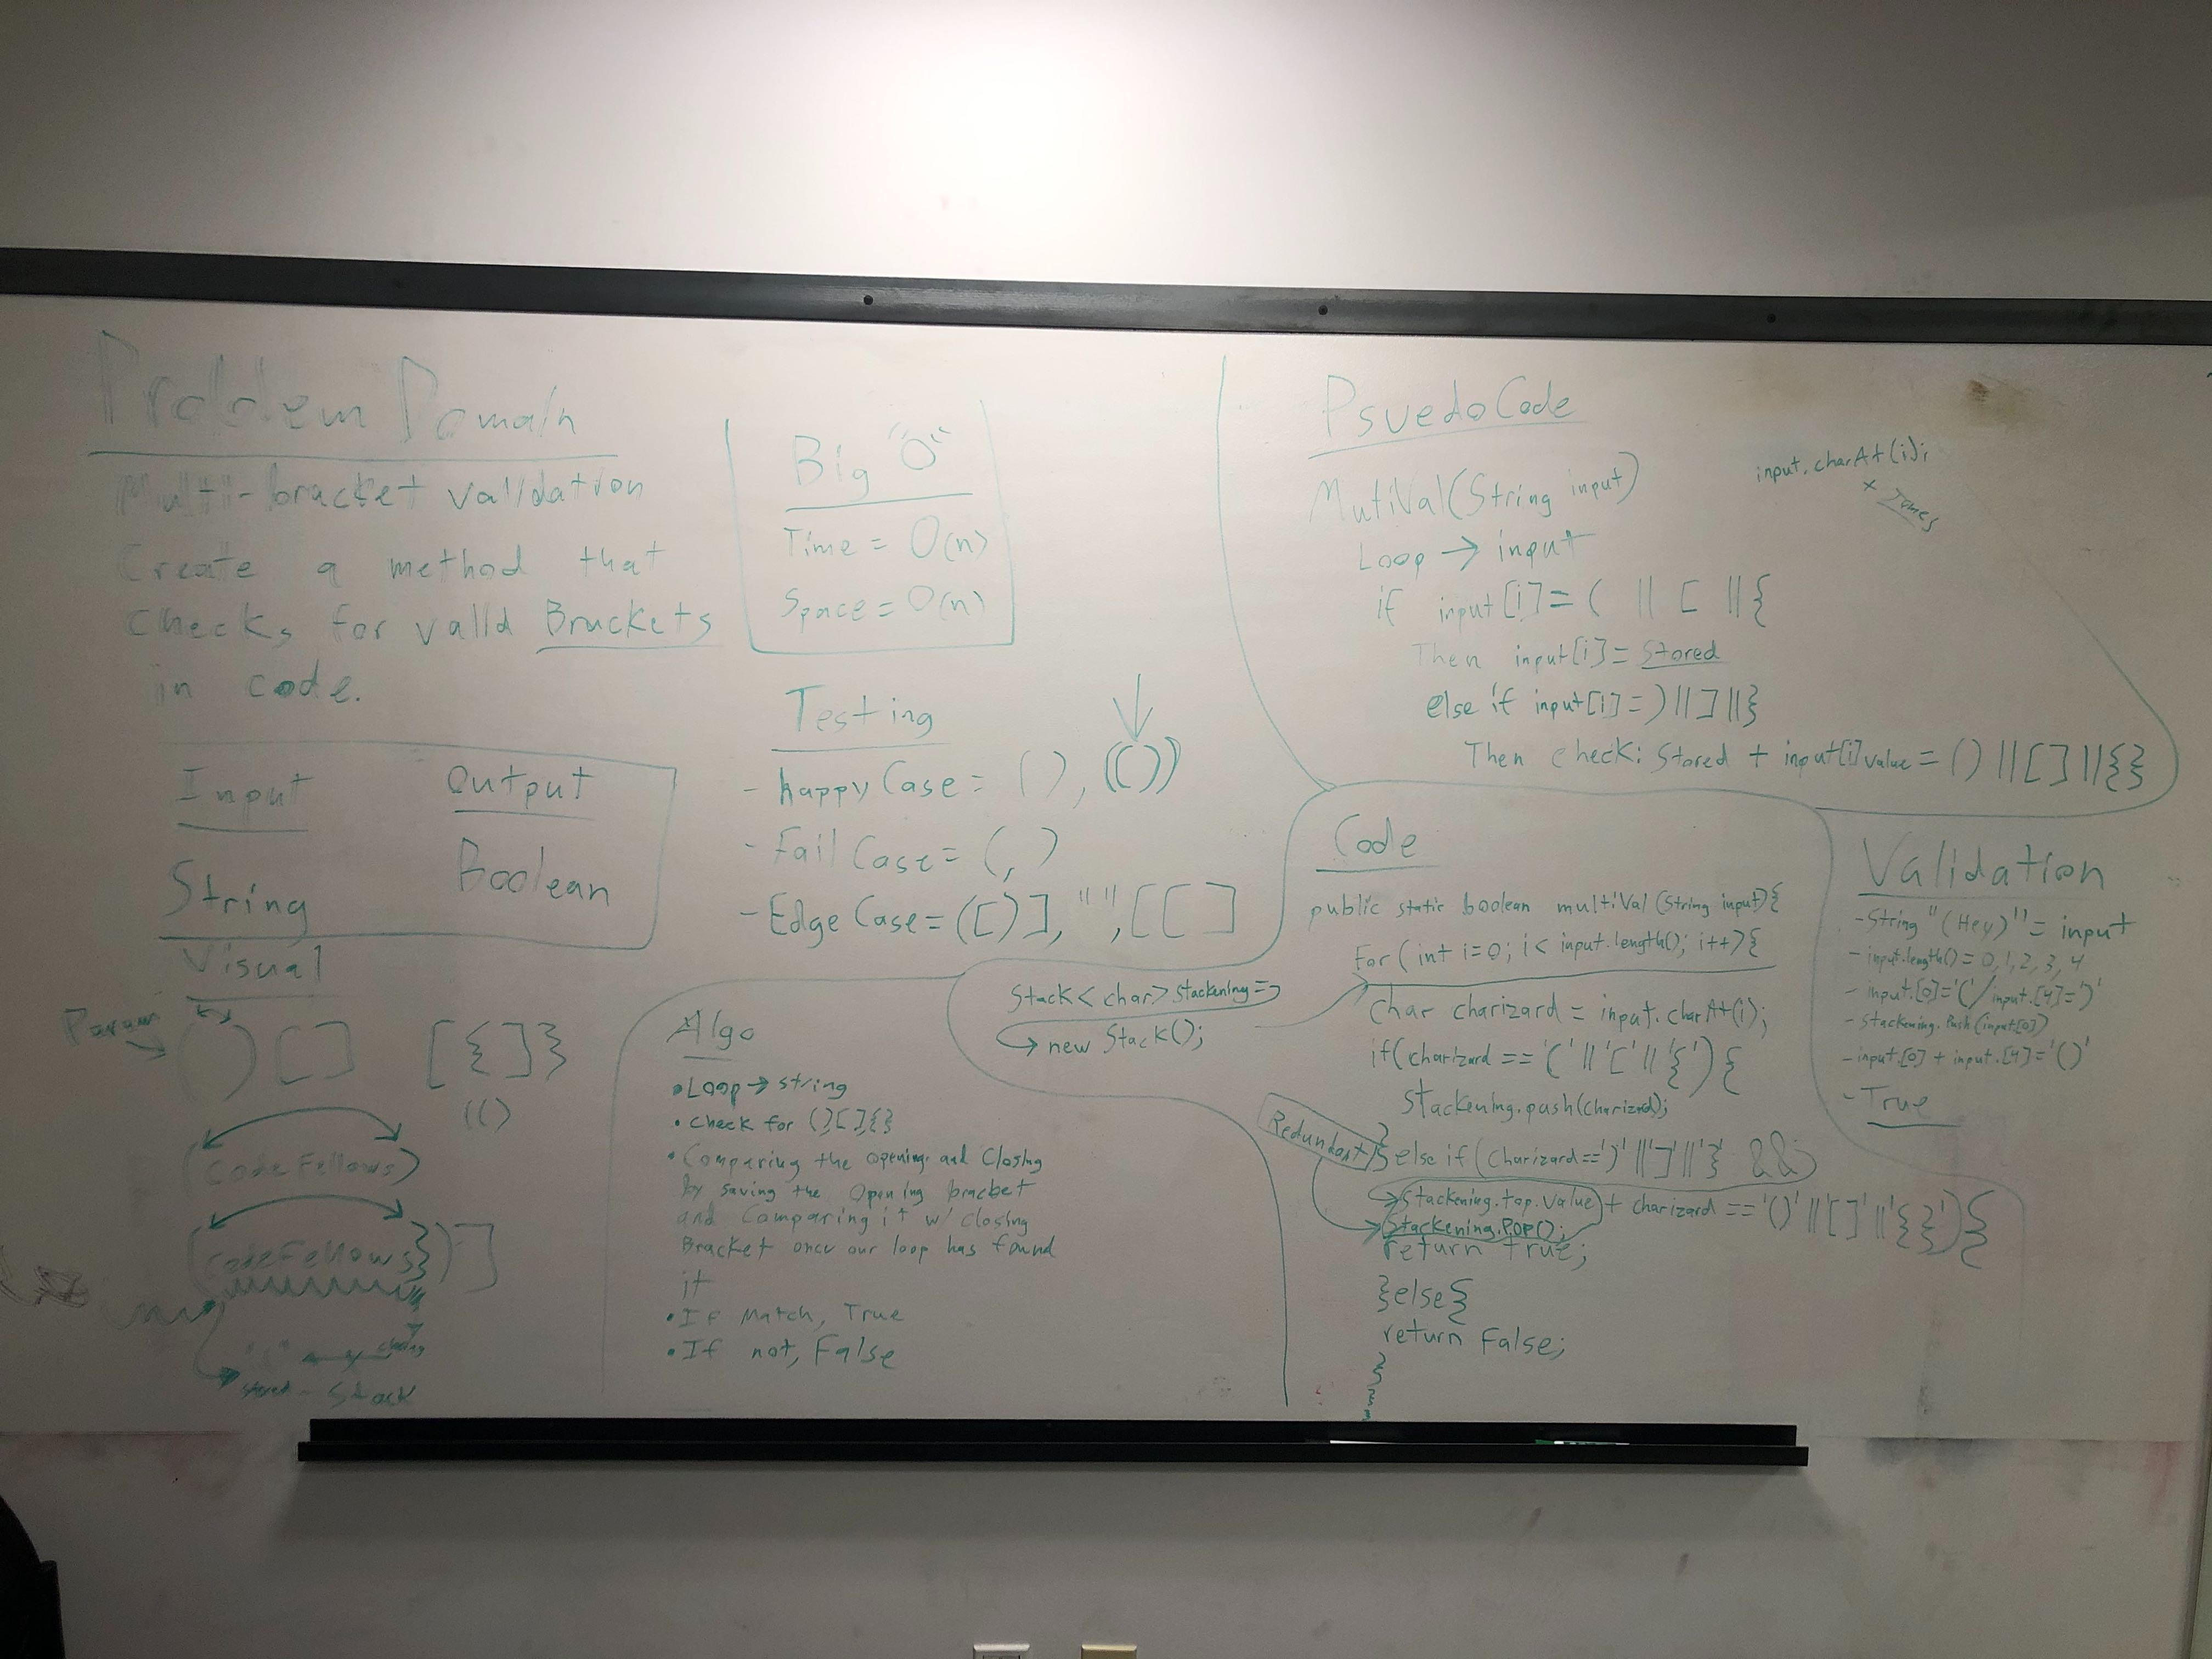 Problem Domain
Multi-bracket validation
Create a method that
checks for valid Brackets
in code.
Input
Output
String
Boolean
Visual
Param
( ) [ ] [{]}
(()
(CodeFellows)
(codeFellows})]
closing
stored - Stack
Big "O"
Time = O(n)
Space = O(n)
Testing
- happy Case = (), (())
- Fail Case = (, )
- Edge Case = ([)], "", [[]
Algo
• Loop → string
• check for (){}[]{}
• Comparing the opening and Closing
by saving the Opening bracket
and Comparing it w/ closing
Bracket once our loop has found
it
• If Match, True
• If not, False
PsuedoCode
MutiVal(String input)
Loop → input
if input[i] = ( || [ || {
Then input[i] = Stored
else if input[i] = ) || ] || }
Then check: Stored + input[i] value = () || [] || {}
input.charAt(i);
x James
Code
public static boolean multiVal (String input){
For (int i=0; i < input.length(); i++){
Stack<char> Stackening =
new Stack();
Char charizard = input.charAt(i);
if(charizard == '(' || '[' || '{') {
Stackening.push(charizard);
Redundant
} else if (Charizard == ')' || ']' || '}' &&
Stackening.top.value + charizard == '()' || '[]' || '{}') {
Stackening.POP();
return true;
}else{
return False;
}
}
}
Validation
- String "(Hey)" = input
- input.length() = 0, 1, 2, 3, 4
- input.[0]='(' / input.[4]=')'
- Stackening.Push(input[0])
- input.[0] + input.[4] = '()'
- True